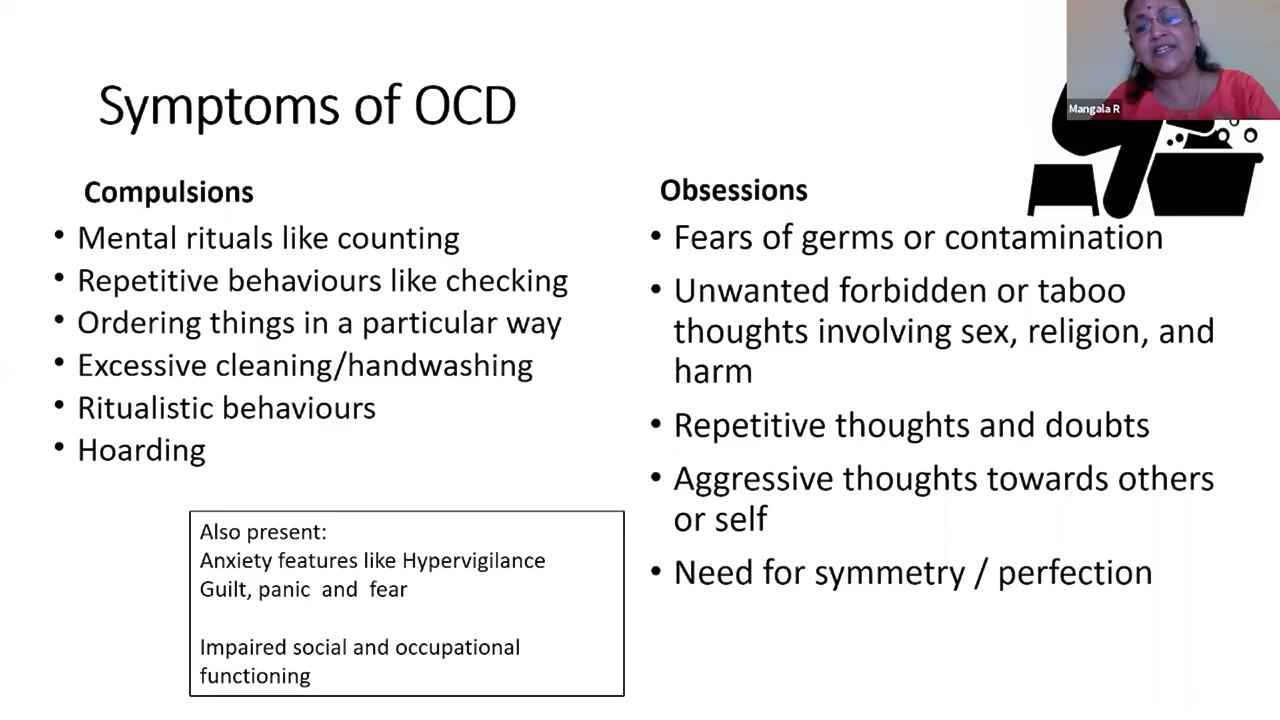 Mangala R
Symptoms of OCD
Compulsions
• Mental rituals like counting
• Repetitive behaviours like checking
• Ordering things in a particular way
• Excessive cleaning/handwashing
• Ritualistic behaviours
• Hoarding
Also present:
Anxiety features like Hypervigilance
Guilt, panic and fear
Impaired social and occupational
functioning
Obsessions
• Fears of germs or contamination
• Unwanted forbidden or taboo
thoughts involving sex, religion, and
harm
• Repetitive thoughts and doubts
• Aggressive thoughts towards others
or self
• Need for symmetry / perfection